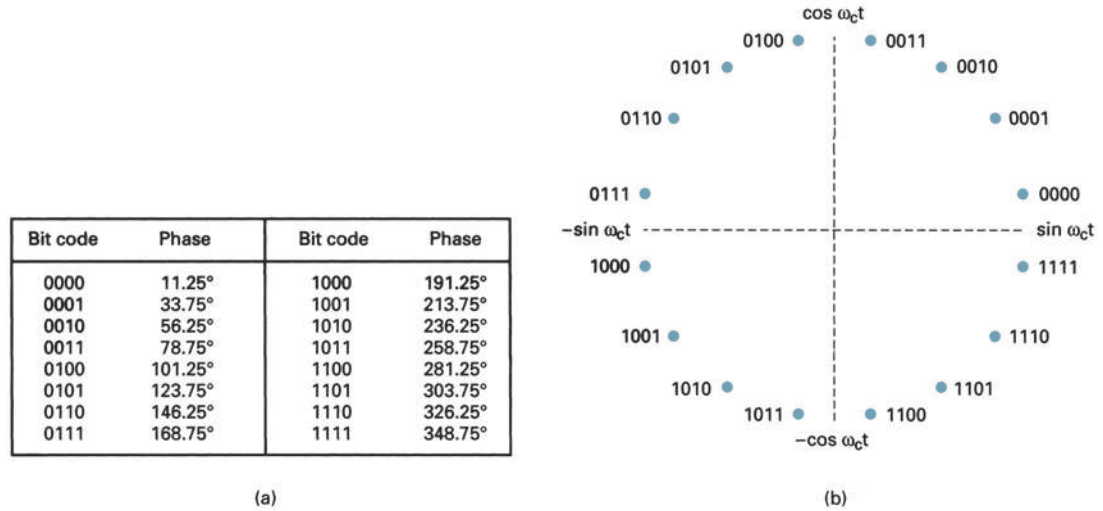 Bit code Phase Bit code Phase
0000 11.25° 1000 191.25°
0001 33.75° 1001 213.75°
0010 56.25° 1010 236.25°
0011 78.75° 1011 258.75°
0100 101.25° 1100 281.25°
0101 123.75° 1101 303.75°
0110 146.25° 1110 326.25°
0111 168.75° 1111 348.75°
(a)
cos ωct
0100 0011
0101 0010
0110 0001
0111 0000
–sin ωct sin ωct
1000 1111
1001 1110
1010 1101
1011 1100
–cos ωct
(b)